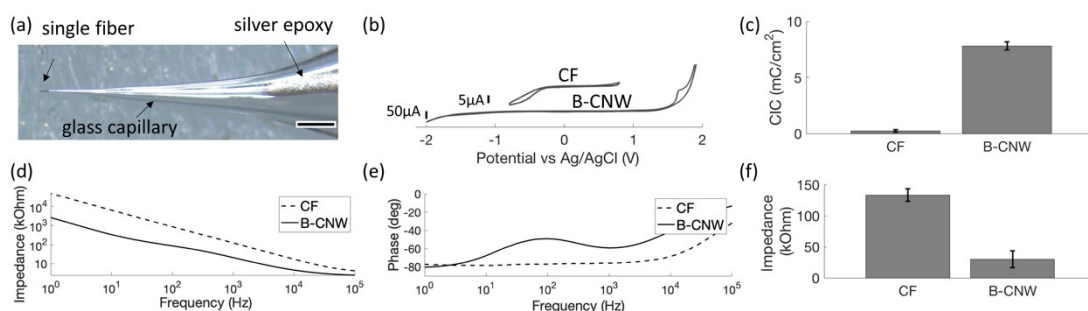 (a)
single fiber
silver epoxy
glass capillary
(b)
CF
5μA
B-CNW
50μA
-2 -1 0 1 2
Potential vs Ag/AgCl (V)
(c)
CIC (mC/cm²)
10
5
0
CF B-CNW
(d)
Impedance (kOhm)
10⁴
10³
10²
10
CF
B-CNW
10⁰ 10¹ 10² 10³ 10⁴ 10⁵
Frequency (Hz)
(e)
Phase (deg)
0
-20
-40
-60
-80
CF
B-CNW
10⁰ 10¹ 10² 10³ 10⁴ 10⁵
Frequency (Hz)
(f)
Impedance
(kOhm)
150
100
50
0
CF B-CNW